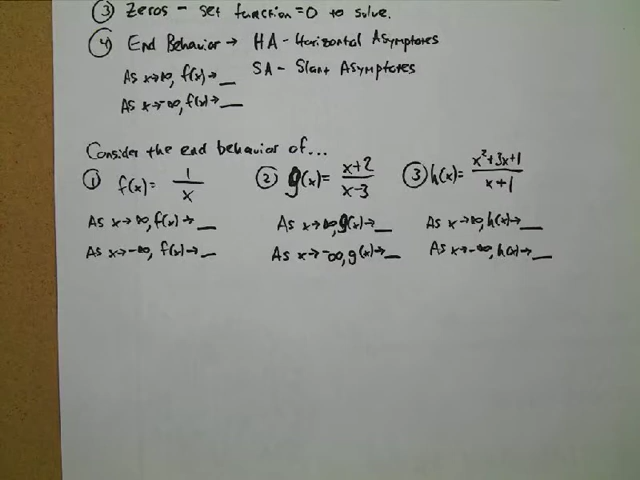 ③ Zeros - set function = 0 to solve.
④ End Behavior → HA - Horizontal Asymptotes
As x→∞, f(x)→__ SA - Slant Asymptotes
As x→-∞, f(x)→__
Consider the end behavior of...
① f(x) = 1/x ② g(x) = (x+2)/(x-3) ③ h(x) = (x²+3x+1)/(x+1)
As x→∞, f(x)→__ As x→∞, g(x)→__ As x→∞, h(x)→__
As x→-∞, f(x)→__ As x→-∞, g(x)→__ As x→-∞, h(x)→__